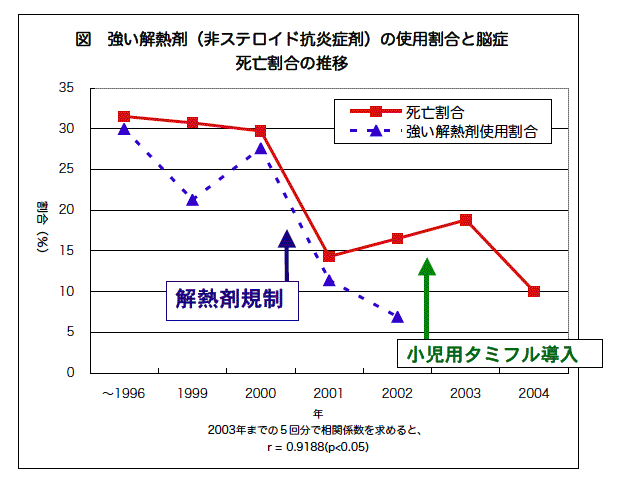 図　強い解熱剤（非ステロイド抗炎症剤）の使用割合と脳症
死亡割合の推移
死亡割合
強い解熱剤使用割合
35
30
25
20
15
10
5
0
割合（%）
解熱剤規制
小児用タミフル導入
～1996 1999 2000 2001 2002 2003 2004
年
2003年までの５回分で相関係数を求めると、
r = 0.9188(p<0.05)